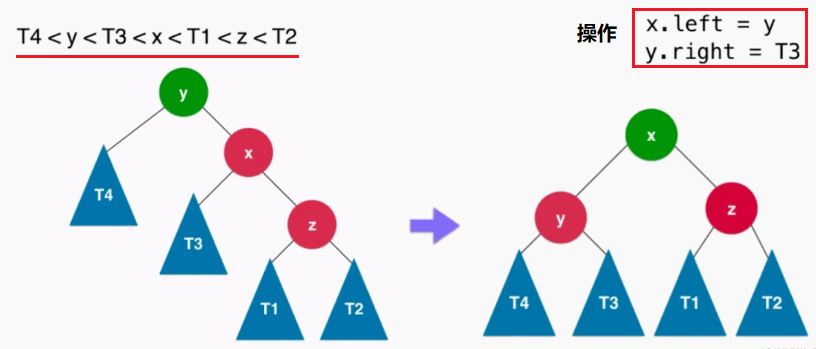 T4 < y < T3 < x < T1 < z < T2
操作
x.left = y
y.right = T3
y
x
T4
T3
z
T1
T2
x
y
z
T4
T3
T1
T2